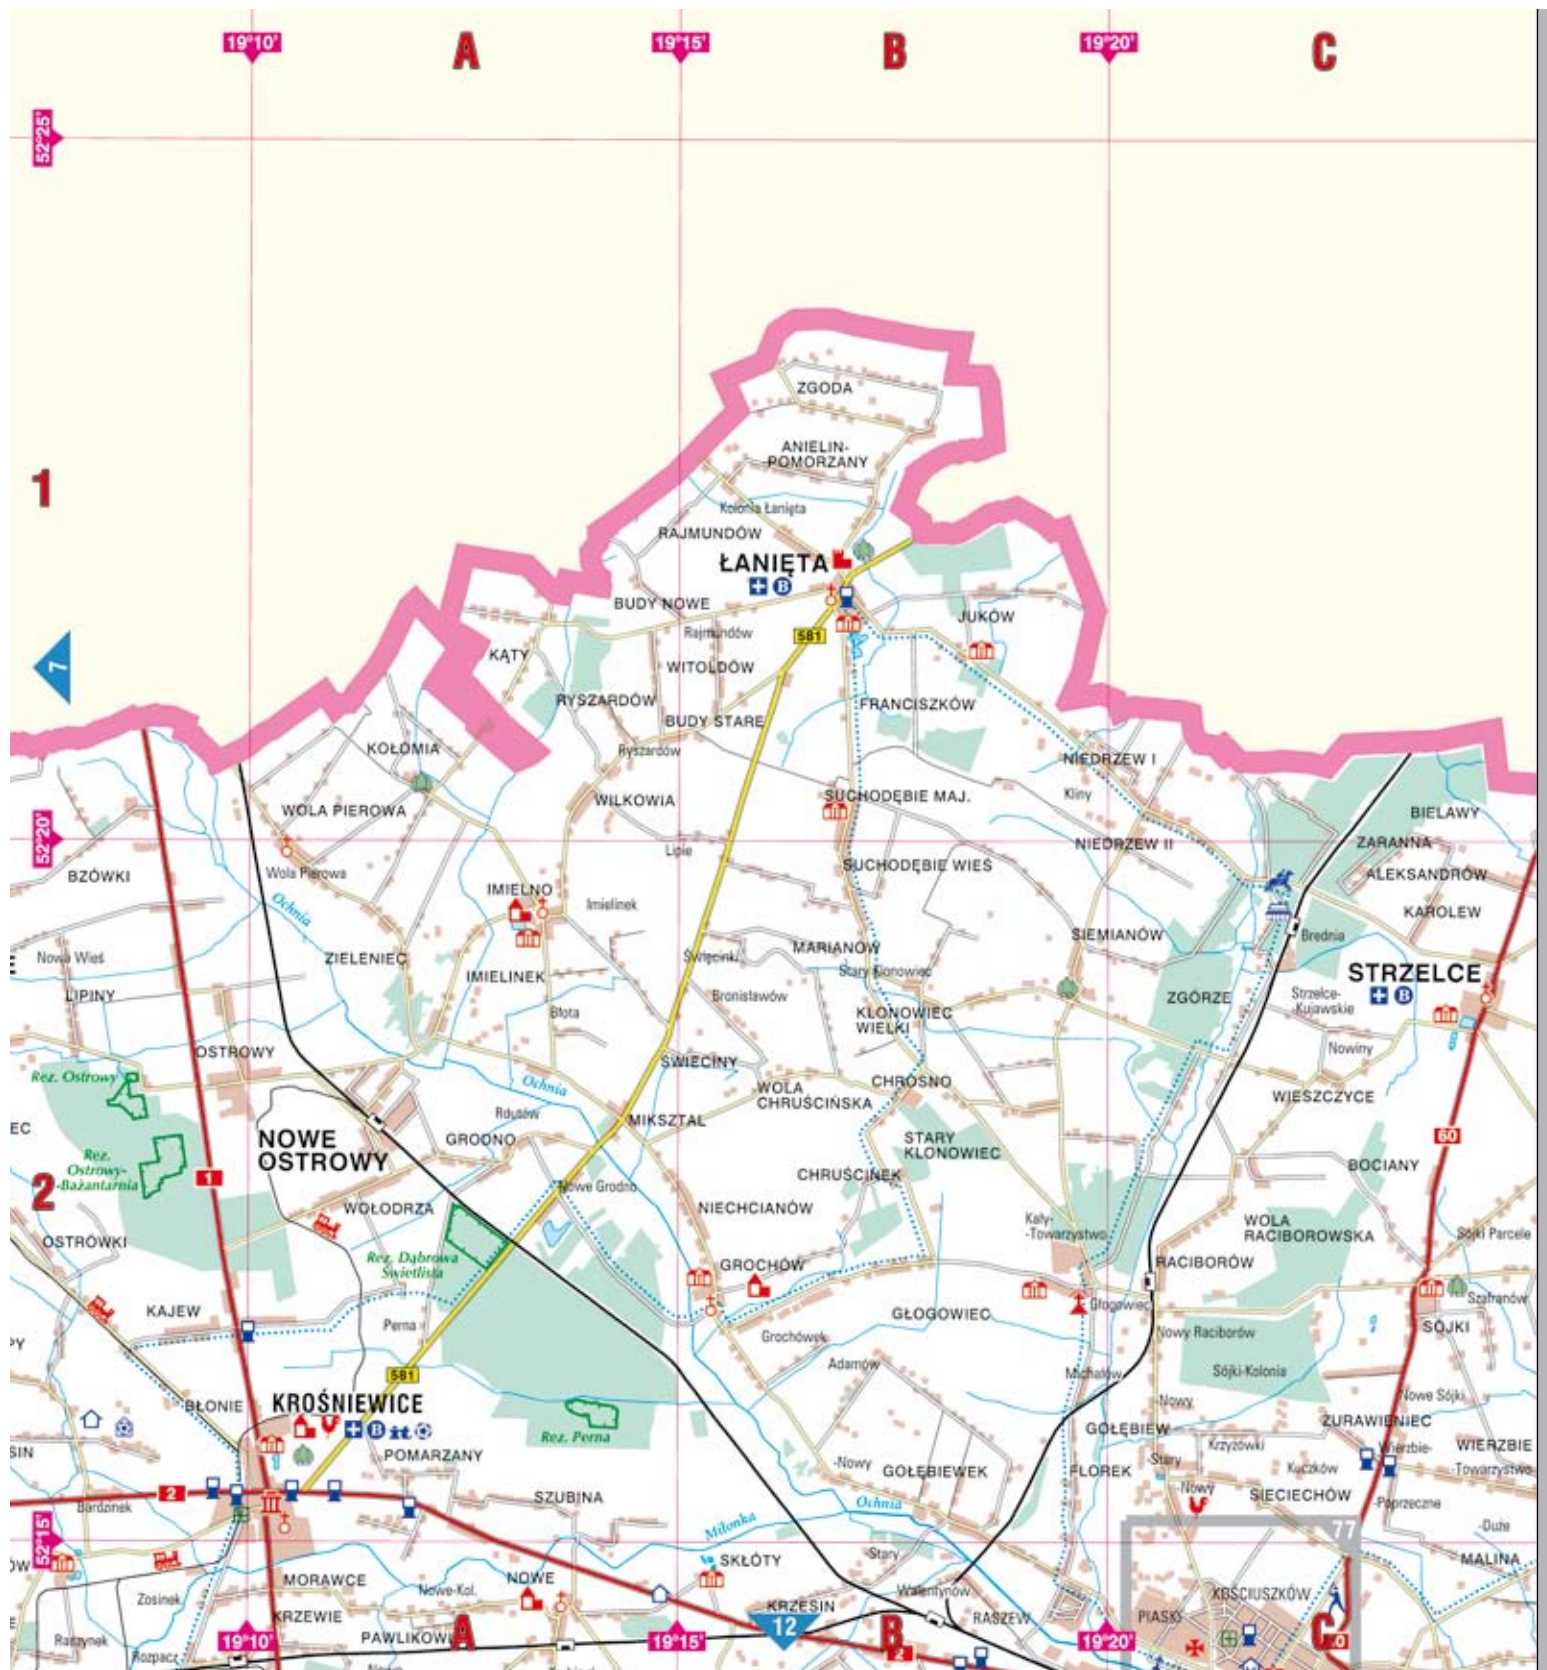 19°10'
A
19°15'
B
19°20'
C
52°25'
ZGODA
ANIELIN-
-POMORZANY
1
Kolonia Łanięta
RAJMUNDÓW
ŁANIĘTA
B
BUDY NOWE
JUKÓW
Rajmundów
581
7
KĄTY
WITOLDÓW
RYSZARDÓW
FRANCISZKÓW
BUDY STARE
KOŁOMIA
Ryszardów
NIEDRZEW I
WOLA PIEROWA
WILKOWIA
SUCHODĘBIE MAJ.
Kliny
BIELAWY
52°20'
Lipie
NIEDRZEW II
ZARANNA
BZÓWKI
Wola Pierowa
SUCHODĘBIE WIEŚ
ALEKSANDRÓW
IMIELNO
Imielinek
Ochnia
KAROLEW
SIEMIANÓW
Brednia
MARIANÓW
Nowa Wieś
ZIELENIEC
Święcinki
Stary Klonowiec
STRZELCE
B
IMIELINEK
LIPINY
Bronisławów
ZGÓRZE
Strzelce-
-Kujawskie
Błota
KLONOWIEC
WIELKI
Nowiny
OSTROWY
ŚWIECINY
Rez. Ostrowy
Ochnia
CHROSNO
WOLA
CHRUŚCIŃSKA
WIESZCZYCE
Rdutów
EC
MIKSZTAL
NOWE
OSTROWY
GRODNO
STARY
KLONOWIEC
60
Rez.
Ostrowy-
-Bażantarnia
BOCIANY
2
1
CHRUŚCINEK
Nowe Grodno
WOŁODRZA
NIECHCIANÓW
Kąty-
-Towarzystwo
WOLA
RACIBOROWSKA
Sójki Parcele
OSTRÓWKI
Rez. Dąbrowa
Świetlista
GROCHÓW
RACIBORÓW
KAJEW
GŁOGOWIEC
Głogowiec
Szafranów
Perna
Grochówek
Nowy Raciborów
SÓJKI
PY
Adamów
Michałów
Sójki-Kolonia
581
KROŚNIEWICE
B
BŁONIE
-Nowy
Nowe Sójki
GOŁĘBIEW
ŻURAWIENIEC
Rez. Perna
SIN
POMARZANY
Krzyżówki
Wierzbie-
WIERZBIE
-Towarzystwo
-Nowy
GOŁĘBIEWEK
FLOREK
-Stary
Kuczków
-Nowy
SIECIECHÓW
2
Bardzinek
SZUBINA
Ochnia
-Poprzeczne
52°15'
Miłonka
77
-Duże
ÓW
SKŁÓTY
-Stary
MALINA
MORAWCE
Nowe-Kol.
NOWE
Walentynów
KOŚCIUSZKÓW
Zosinek
KRZEWIE
KRZESIN
RASZEW
PIASKI
Raszynek
19°10'
PAWLIKOW
A
19°15'
12
B
2
19°20'
C
Rozpacz